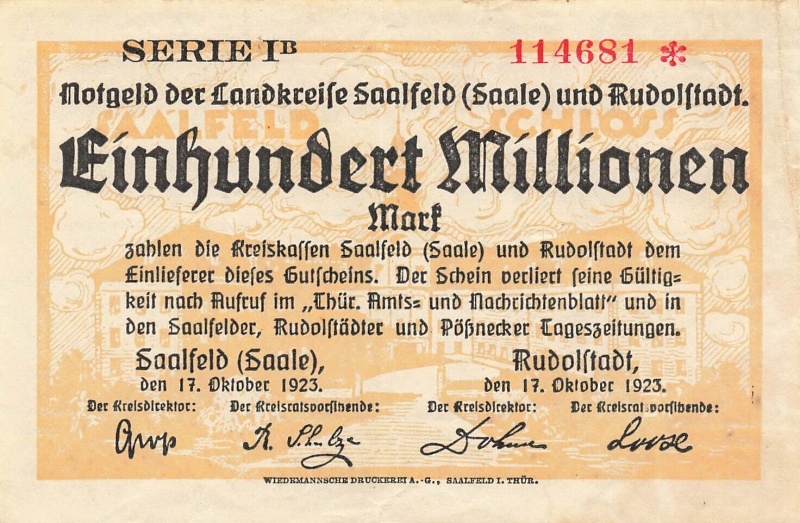 SERIE Iᴮ 114681 *
Notgeld der Landkreise Saalfeld (Saale) und Rudolstadt.
SAALFELD SCHLOSS
Einhundert Millionen
Mark
zahlen die Kreiskassen Saalfeld (Saale) und Rudolstadt dem
Einlieferer dieses Gutscheins. Der Schein verliert seine Gültig=
keit nach Aufruf im „Thür. Amts= und Nachrichtenblatt" und in
den Saalfelder, Rudolstädter und Pößnecker Tageszeitungen.
Saalfeld (Saale), Rudolstadt,
den 17. Oktober 1923. den 17. Oktober 1923.
Der Kreisdirektor: Der Kreisratsvorsitzende: Der Kreisdirektor: Der Kreisratsvorsitzende:
R. Schulze Loose
WIEDEMANNSCHE DRUCKEREI A.-G., SAALFELD I. THÜR.